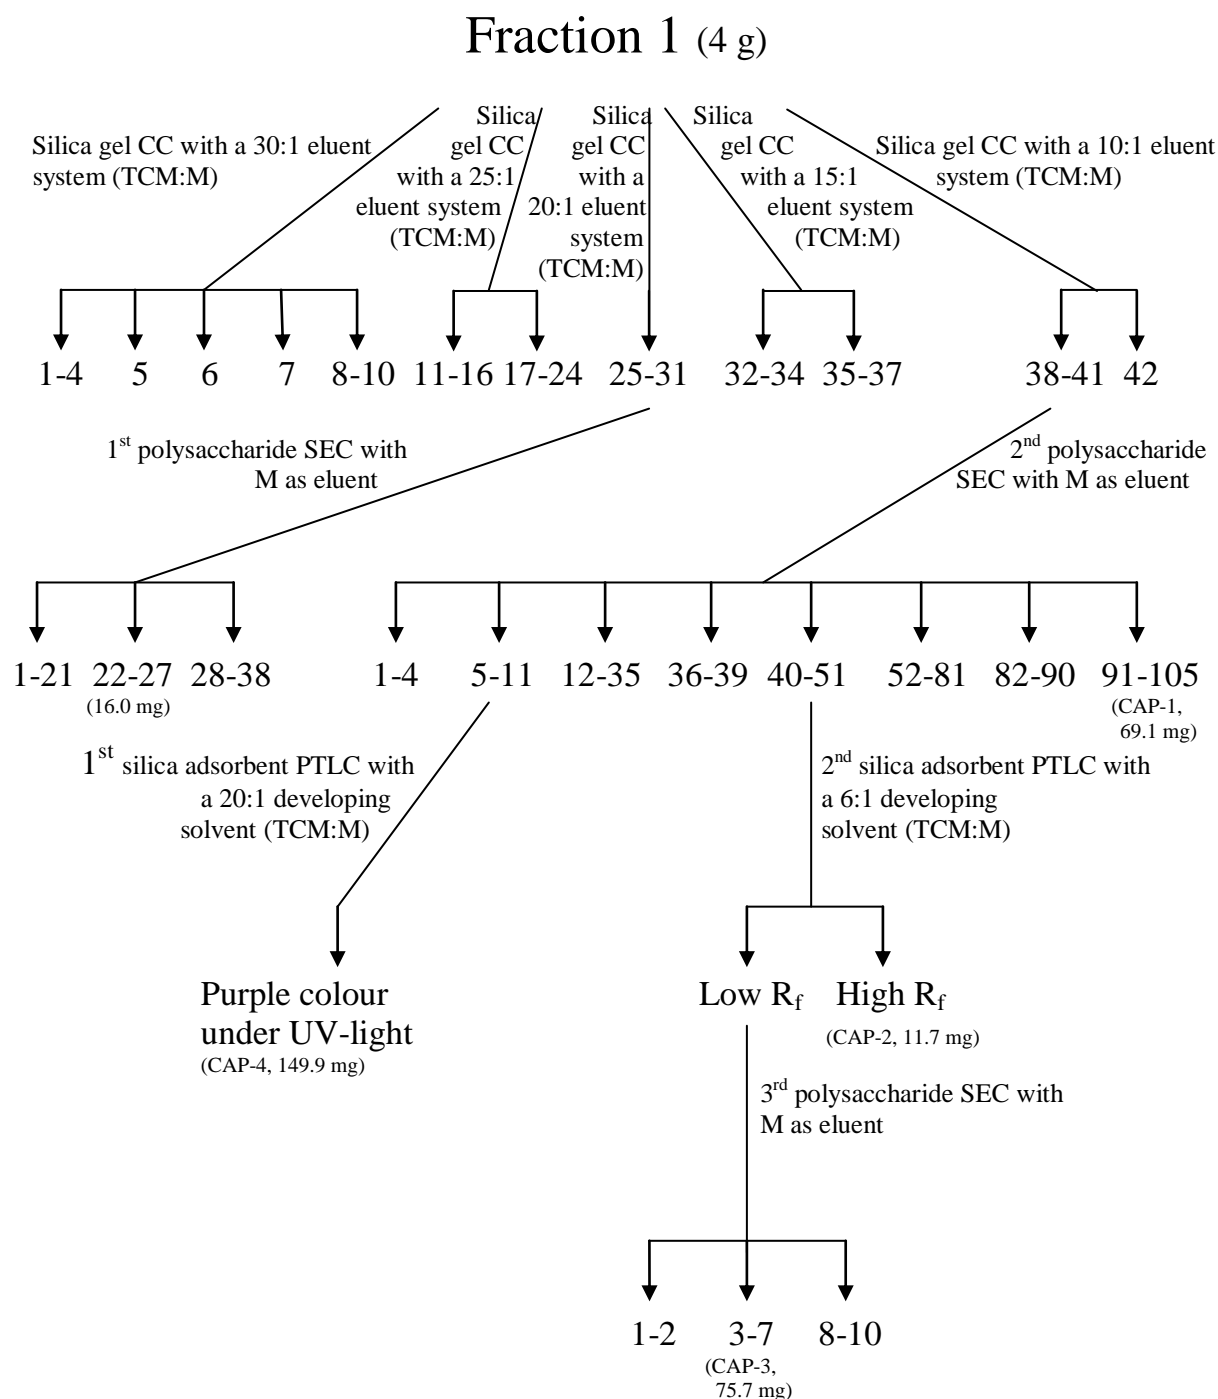 Fraction 1 (4 g)
Silica gel CC with a 30:1 eluent
system (TCM:M)
Silica
gel CC
with a 25:1
eluent system
(TCM:M)
Silica
gel CC
with a
20:1 eluent
system
(TCM:M)
Silica
gel CC
with a 15:1
eluent system
(TCM:M)
Silica gel CC with a 10:1 eluent
system (TCM:M)
1-4 5 6 7 8-10 11-16 17-24 25-31 32-34 35-37 38-41 42
1st polysaccharide SEC with
M as eluent
2nd polysaccharide
SEC with M as eluent
1-21 22-27 28-38 1-4 5-11 12-35 36-39 40-51 52-81 82-90 91-105
(16.0 mg)
(CAP-1,
69.1 mg)
1st silica adsorbent PTLC with
a 20:1 developing
solvent (TCM:M)
2nd silica adsorbent PTLC with
a 6:1 developing
solvent (TCM:M)
Purple colour
under UV-light
(CAP-4, 149.9 mg)
Low Rf High Rf
(CAP-2, 11.7 mg)
3rd polysaccharide SEC with
M as eluent
1-2 3-7 8-10
(CAP-3,
75.7 mg)